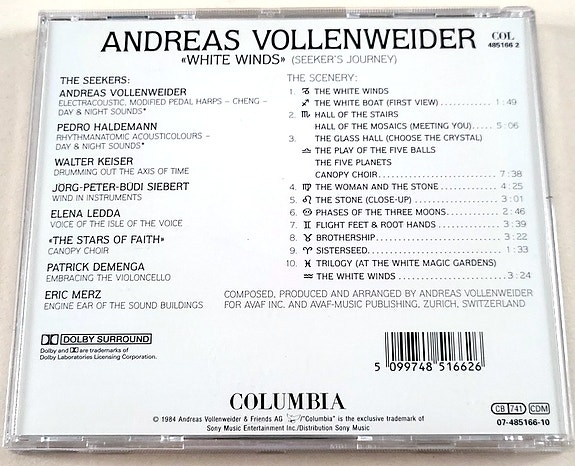 ANDREAS VOLLENWEIDER
COL
485166 2
«WHITE WINDS» (SEEKER'S JOURNEY)
THE SEEKERS:
ANDREAS VOLLENWEIDER
ELECTRACOUSTIC, MODIFIED PEDAL HARPS – CHENG –
DAY & NIGHT SOUNDS*
PEDRO HALDEMANN
RHYTHMANATOMIC ACOUSTICOLOURS –
DAY & NIGHT SOUNDS*
WALTER KEISER
DRUMMING OUT THE AXIS OF TIME
JÖRG-PETER-BÜDI SIEBERT
WIND IN INSTRUMENTS
ELENA LEDDA
VOICE OF THE ISLE OF THE VOICE
«THE STARS OF FAITH»
CANOPY CHOIR
PATRICK DEMENGA
EMBRACING THE VIOLONCELLO
ERIC MERZ
ENGINE EAR OF THE SOUND BUILDINGS
THE SCENERY:
1. ♑ THE WHITE WINDS
♐ THE WHITE BOAT (FIRST VIEW) 1:49
2. ♏ HALL OF THE STAIRS
HALL OF THE MOSAICS (MEETING YOU) 5:06
3. THE GLASS HALL (CHOOSE THE CRYSTAL)
♎ THE PLAY OF THE FIVE BALLS
THE FIVE PLANETS
CANOPY CHOIR 7:38
4. ♍ THE WOMAN AND THE STONE 4:25
5. ♌ THE STONE (CLOSE-UP) 3:01
6. ♋ PHASES OF THE THREE MOONS 2:46
7. ♊ FLIGHT FEET & ROOT HANDS 3:39
8. ♉ BROTHERSHIP 3:22
9. ♈ SISTERSEED 1:33
10. ♓ TRILOGY (AT THE WHITE MAGIC GARDENS)
♒ THE WHITE WINDS 3:24
COMPOSED, PRODUCED AND ARRANGED BY ANDREAS VOLLENWEIDER
FOR AVAF INC. AND AVAF-MUSIC PUBLISHING, ZURICH, SWITZERLAND
DOLBY SURROUND
Dolby and are trademarks of
Dolby Laboratories Licensing Corporation.
5 099748 516626
COLUMBIA
CB 741 CDM
07-485166-10
© 1984 Andreas Vollenweider & Friends AG "Columbia" is the exclusive trademark of
Sony Music Entertainment Inc./Distribution Sony Music